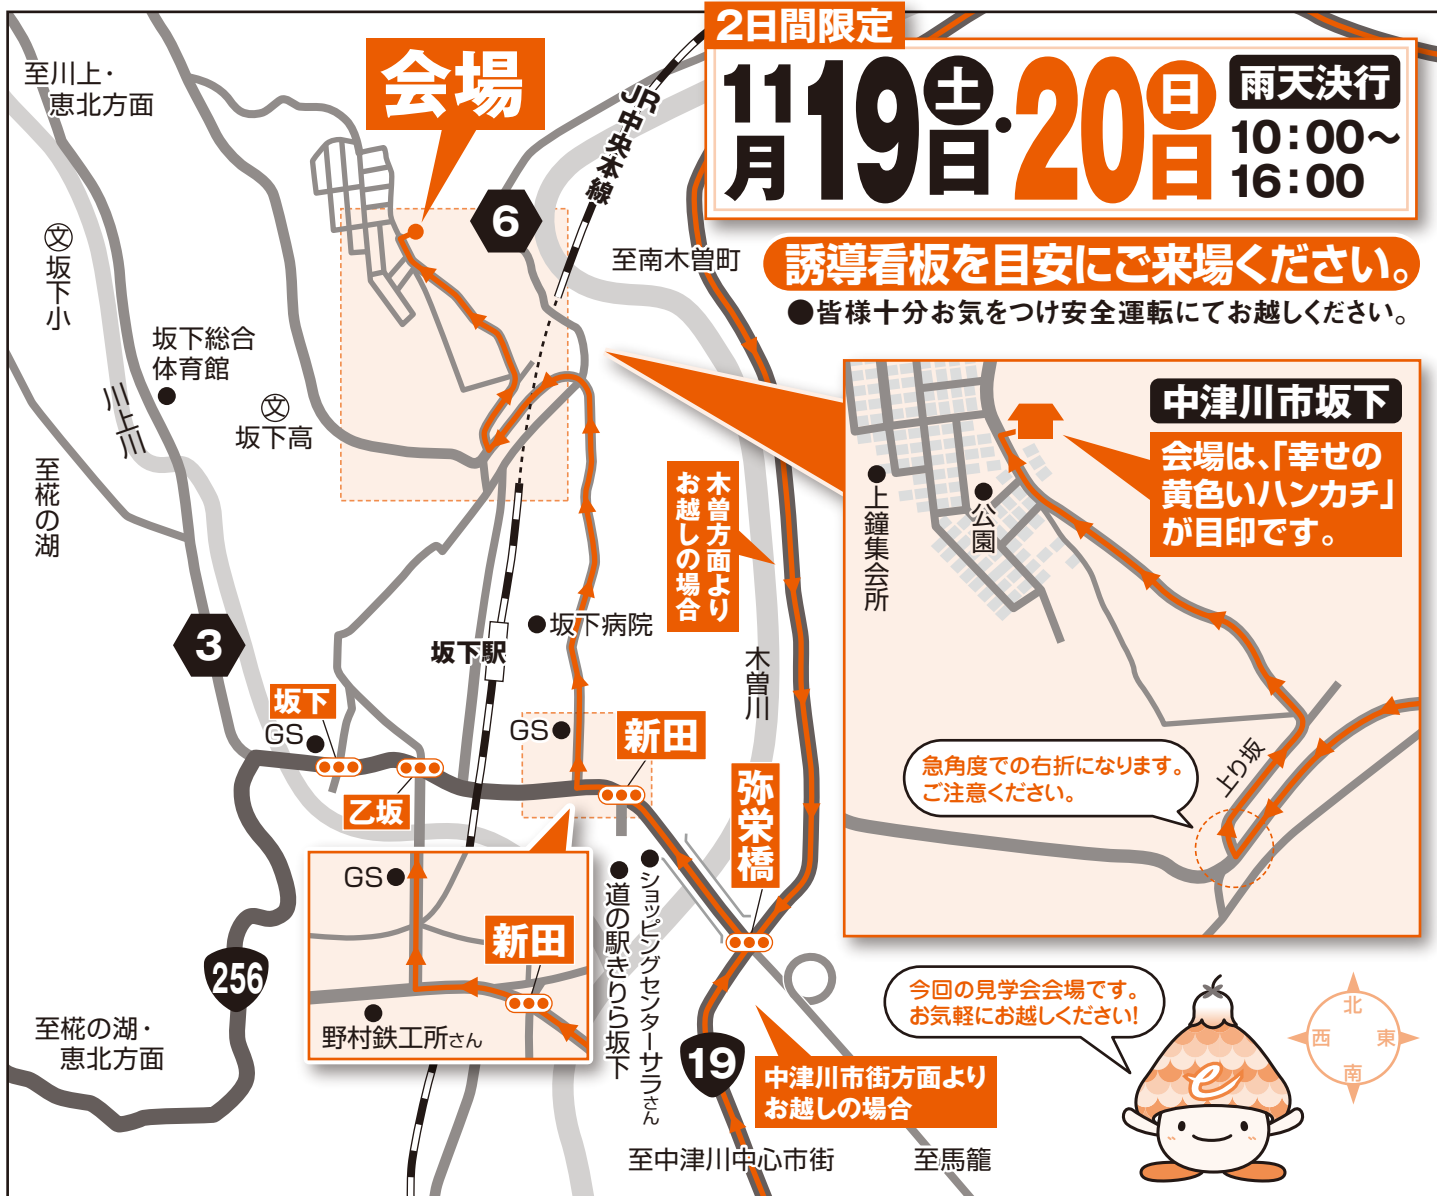 2日間限定
11月19日土・20日日
雨天決行
10:00〜
16:00
誘導看板を目安にご来場ください。
●皆様十分お気をつけ安全運転にてお越しください。
至川上・
恵北方面
会場
JR中央本線
6
至南木曽町
文
坂下小
坂下総合
体育館
川上川
文
坂下高
至椛の湖
木曽方面より
お越しの場合
中津川市坂下
会場は、「幸せの
黄色いハンカチ」
が目印です。
上鐘集会所
公園
上り坂
急角度での右折になります。
ご注意ください。
3
坂下駅
坂下病院
木曽川
坂下
GS
乙坂
GS
新田
弥栄橋
GS
新田
野村鉄工所さん
道の駅きりら坂下
ショッピングセンターサラさん
256
至椛の湖・
恵北方面
19
中津川市街方面より
お越しの場合
至中津川中心市街
至馬籠
今回の見学会会場です。
お気軽にお越しください!
e
北
西
東
南